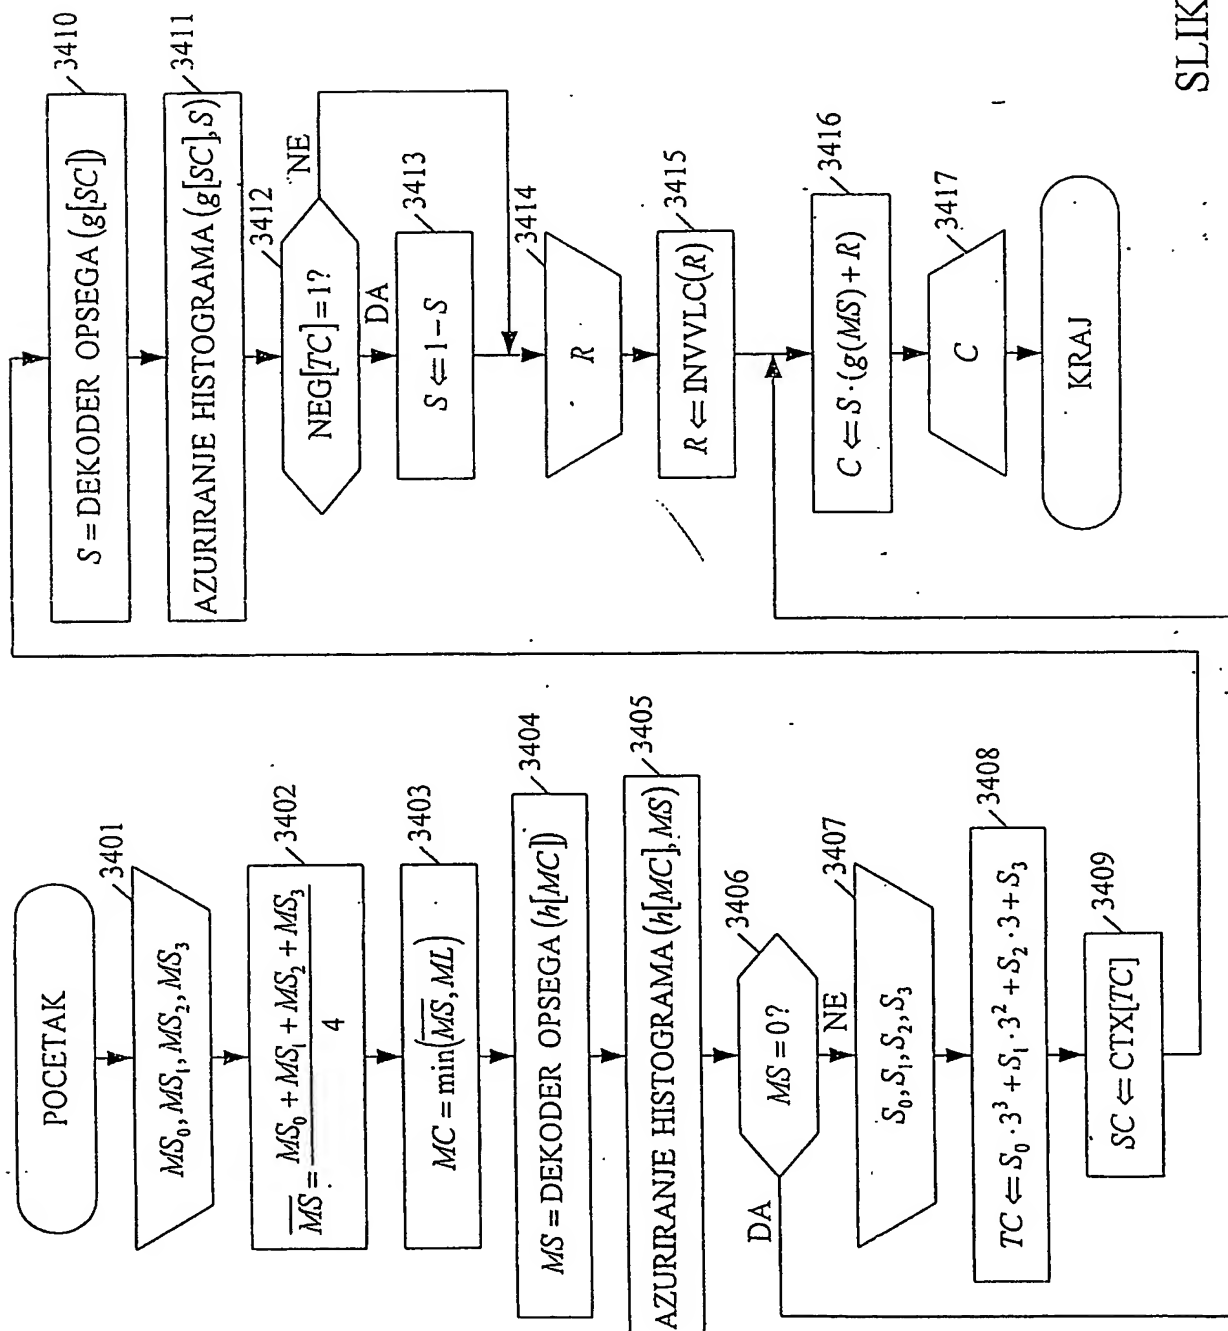 POCETAK
3401
MS₀, MS₁, MS₂, MS₃
3402
M̅S̅ = (MS₀ + MS₁ + MS₂ + MS₃) / 4
3403
MC = min(M̅S̅, ML)
3404
MS = DEKODER OPSEGA (h[MC])
3405
AZURIRANJE HISTOGRAMA (h[MC], MS)
3406
MS = 0?
DA
NE
3407
S₀, S₁, S₂, S₃
3408
TC ⇐ S₀ · 3³ + S₁ · 3² + S₂ · 3 + S₃
3409
SC ⇐ CTX[TC]
3410
S = DEKODER OPSEGA (g[SC])
3411
AZURIRANJE HISTOGRAMA (g[SC], S)
3412
NEG[TC] = 1?
NE
DA
3413
S ⇐ 1 − S
3414
R
3415
R ⇐ INVVLC(R)
3416
C ⇐ S · (g(MS) + R)
3417
C
KRAJ
SLIK